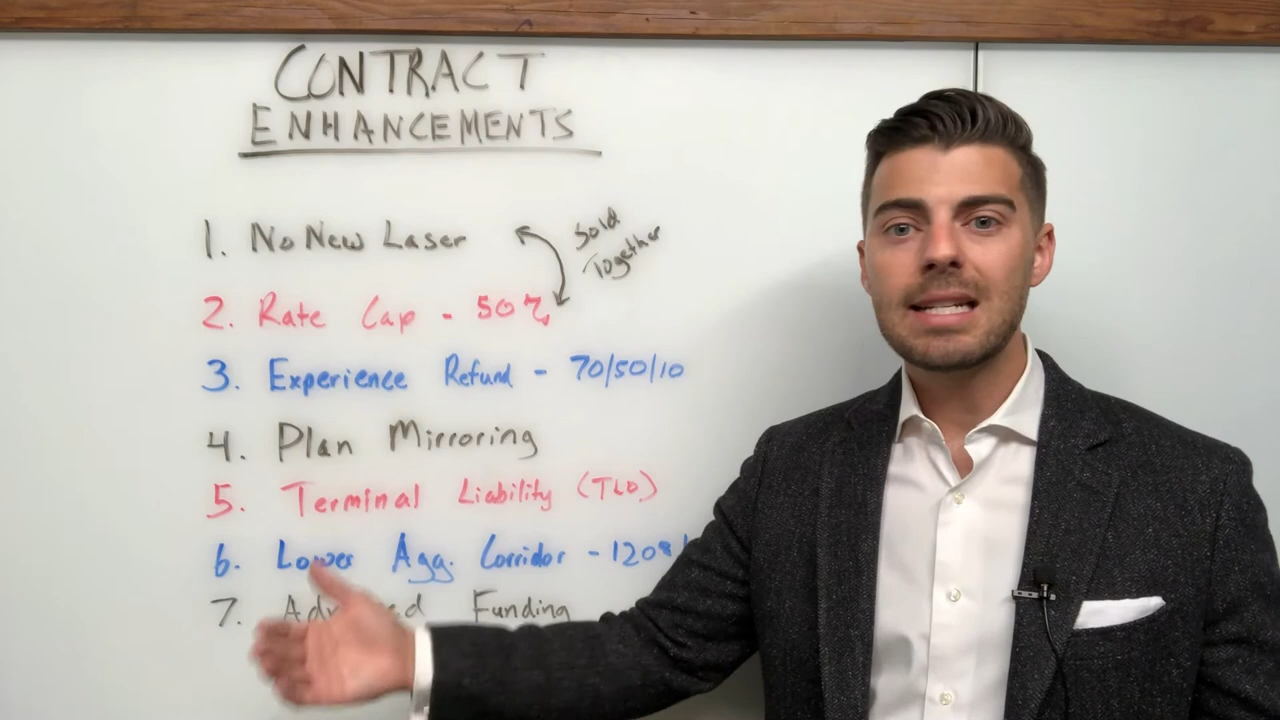 CONTRACT
ENHANCEMENTS
1. No New Laser
Sold
Together
2. Rate Cap - 50%
3. Experience Refund - 70/50/10
4. Plan Mirroring
5. Terminal Liability (TLO)
6. Lower Agg. Corridor - 120%
7. Funding